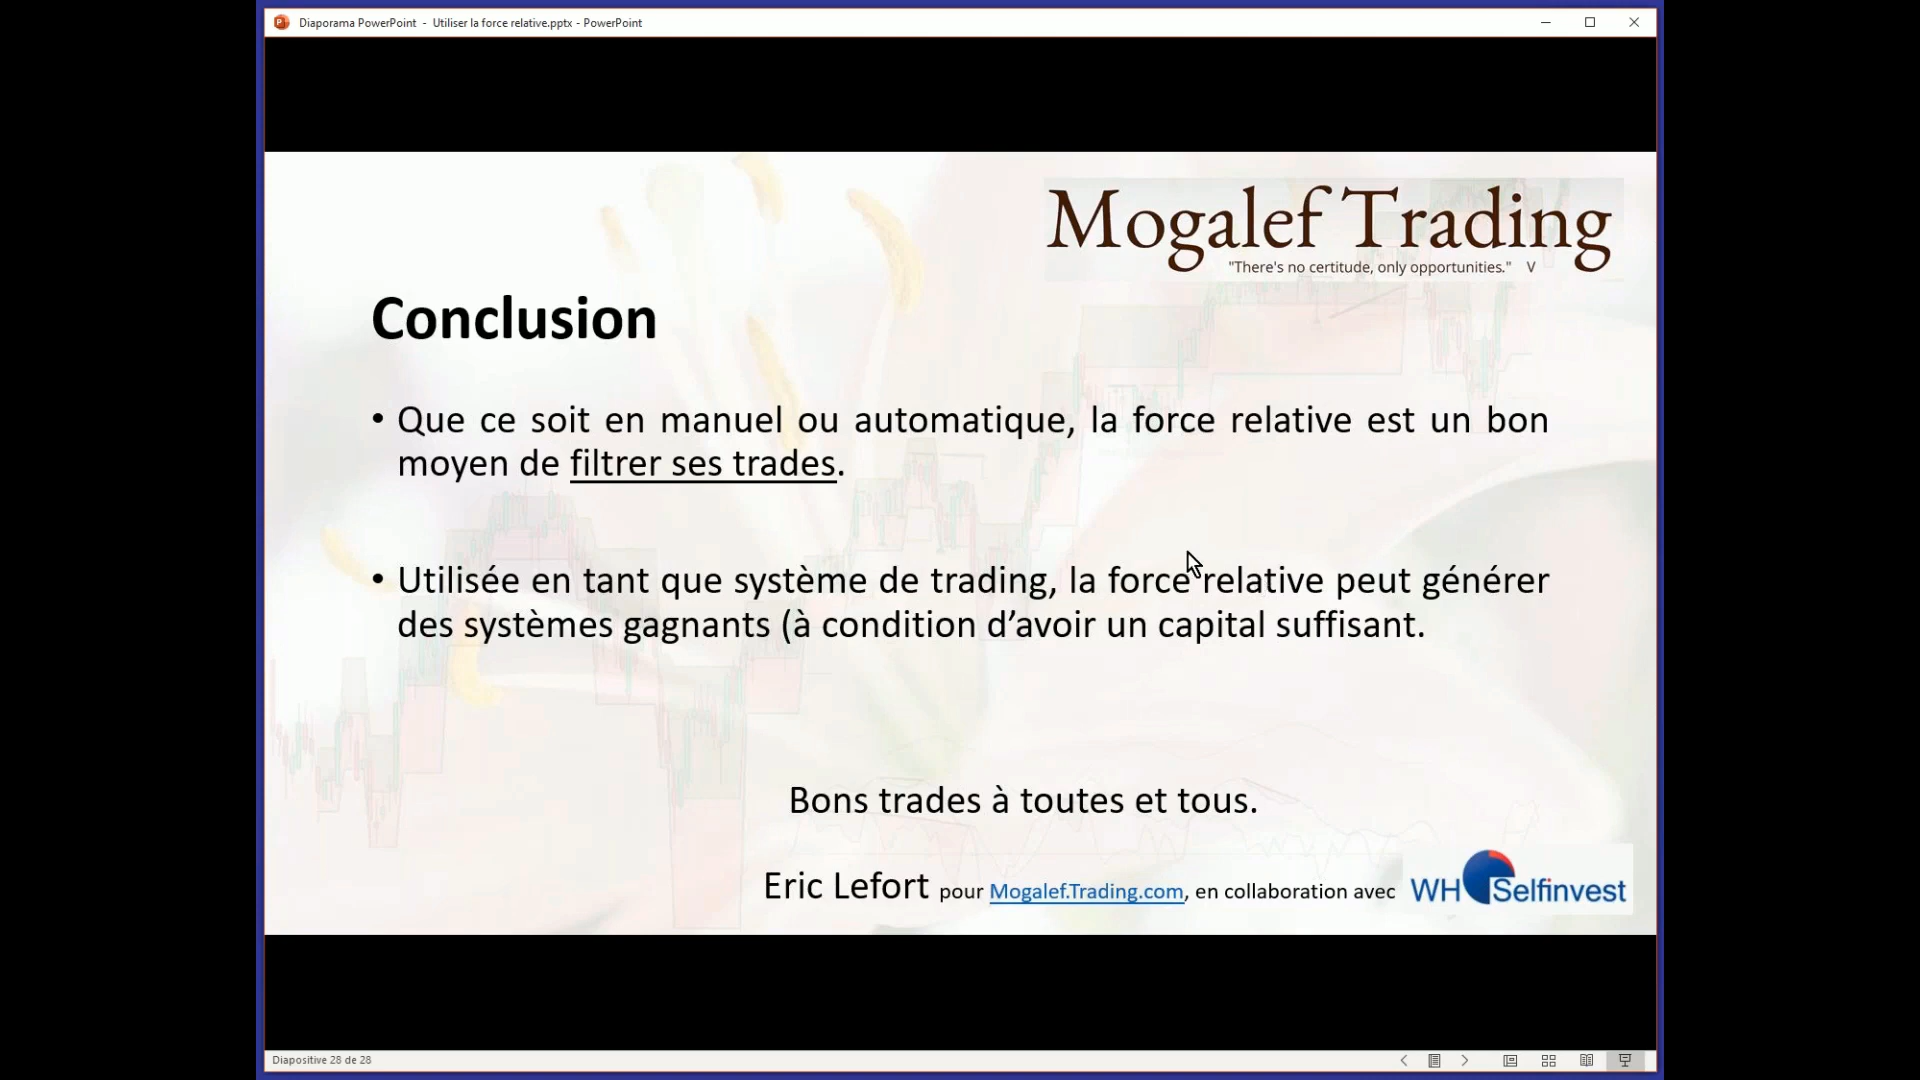 Diaporama PowerPoint - Utiliser la force relative.pptx - PowerPoint
Mogalef Trading
"There's no certitude, only opportunities." V
Conclusion
• Que ce soit en manuel ou automatique, la force relative est un bon
moyen de filtrer ses trades.
• Utilisée en tant que système de trading, la force relative peut générer
des systèmes gagnants (à condition d’avoir un capital suffisant.
Bons trades à toutes et tous.
Eric Lefort pour Mogalef.Trading.com, en collaboration avec WH Selfinvest
Diapositive 28 de 28